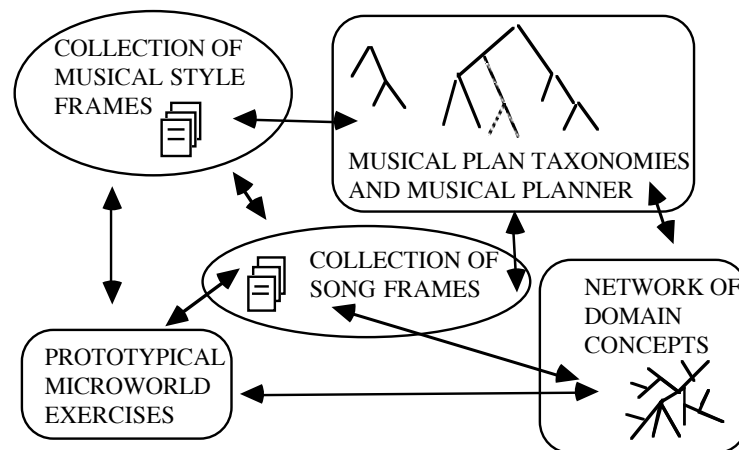 COLLECTION OF
MUSICAL STYLE
FRAMES
MUSICAL PLAN TAXONOMIES
AND MUSICAL PLANNER
COLLECTION OF
SONG FRAMES
NETWORK OF
DOMAIN
CONCEPTS
PROTOTYPICAL
MICROWORLD
EXERCISES